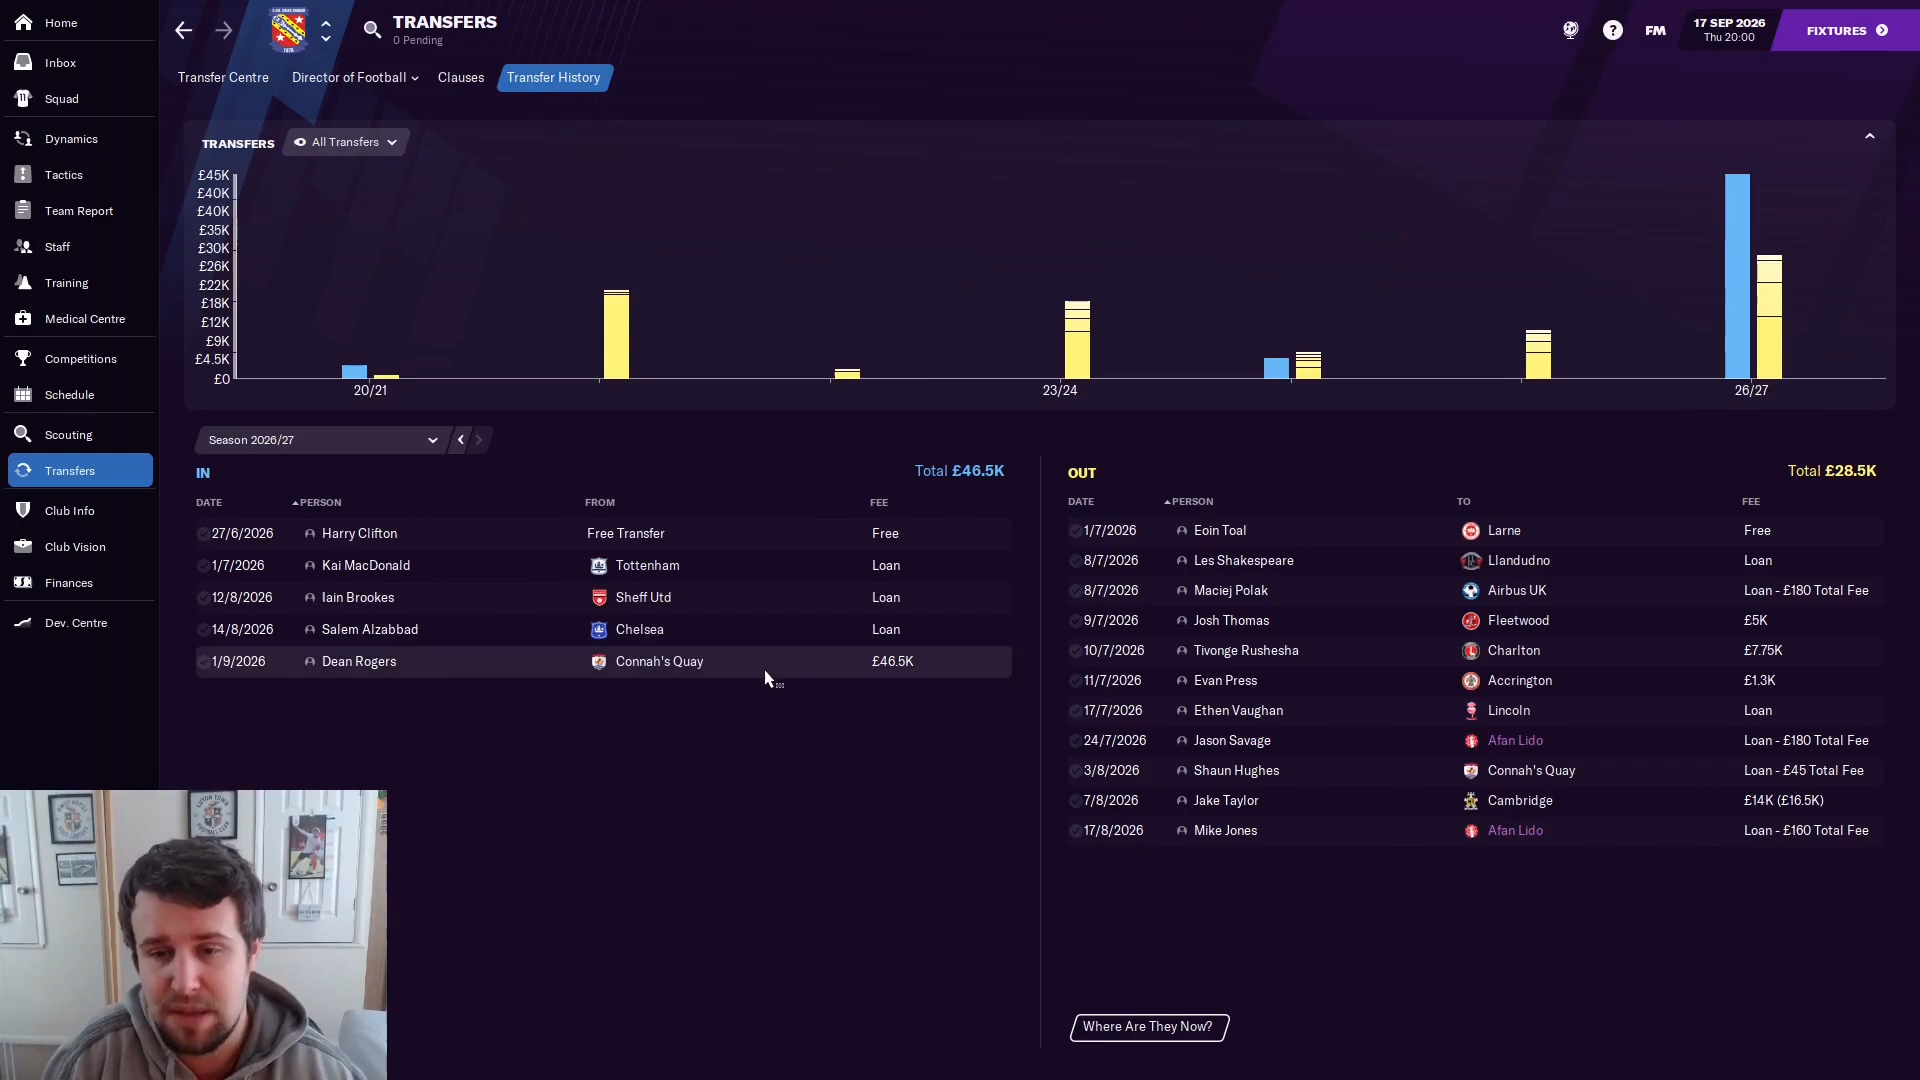 Home
Inbox
Squad
Dynamics
Tactics
Team Report
Staff
Training
Medical Centre
Competitions
Schedule
Scouting
Transfers
Club Info
Club Vision
Finances
Dev. Centre
TRANSFERS
0 Pending
FM
17 SEP 2026
Thu 20:00
FIXTURES
Transfer Centre
Director of Football
Clauses
Transfer History
TRANSFERS
All Transfers
£45K
£40K
£40K
£35K
£30K
£26K
£22K
£18K
£12K
£9K
£4.5K
£0
20/21
23/24
26/27
Season 2026/27
IN
Total £46.5K
DATE PERSON FROM FEE
27/6/2026 Harry Clifton Free Transfer Free
1/7/2026 Kai MacDonald Tottenham Loan
12/8/2026 Iain Brookes Sheff Utd Loan
14/8/2026 Salem Alzabbad Chelsea Loan
1/9/2026 Dean Rogers Connah's Quay £46.5K
OUT
Total £28.5K
DATE PERSON TO FEE
1/7/2026 Eoin Toal Larne Free
8/7/2026 Les Shakespeare Llandudno Loan
8/7/2026 Maciej Polak Airbus UK Loan - £180 Total Fee
9/7/2026 Josh Thomas Fleetwood £5K
10/7/2026 Tivonge Rushesha Charlton £7.75K
11/7/2026 Evan Press Accrington £1.3K
17/7/2026 Ethen Vaughan Lincoln Loan
24/7/2026 Jason Savage Afan Lido Loan - £180 Total Fee
3/8/2026 Shaun Hughes Connah's Quay Loan - £45 Total Fee
7/8/2026 Jake Taylor Cambridge £14K (£16.5K)
17/8/2026 Mike Jones Afan Lido Loan - £160 Total Fee
Where Are They Now?